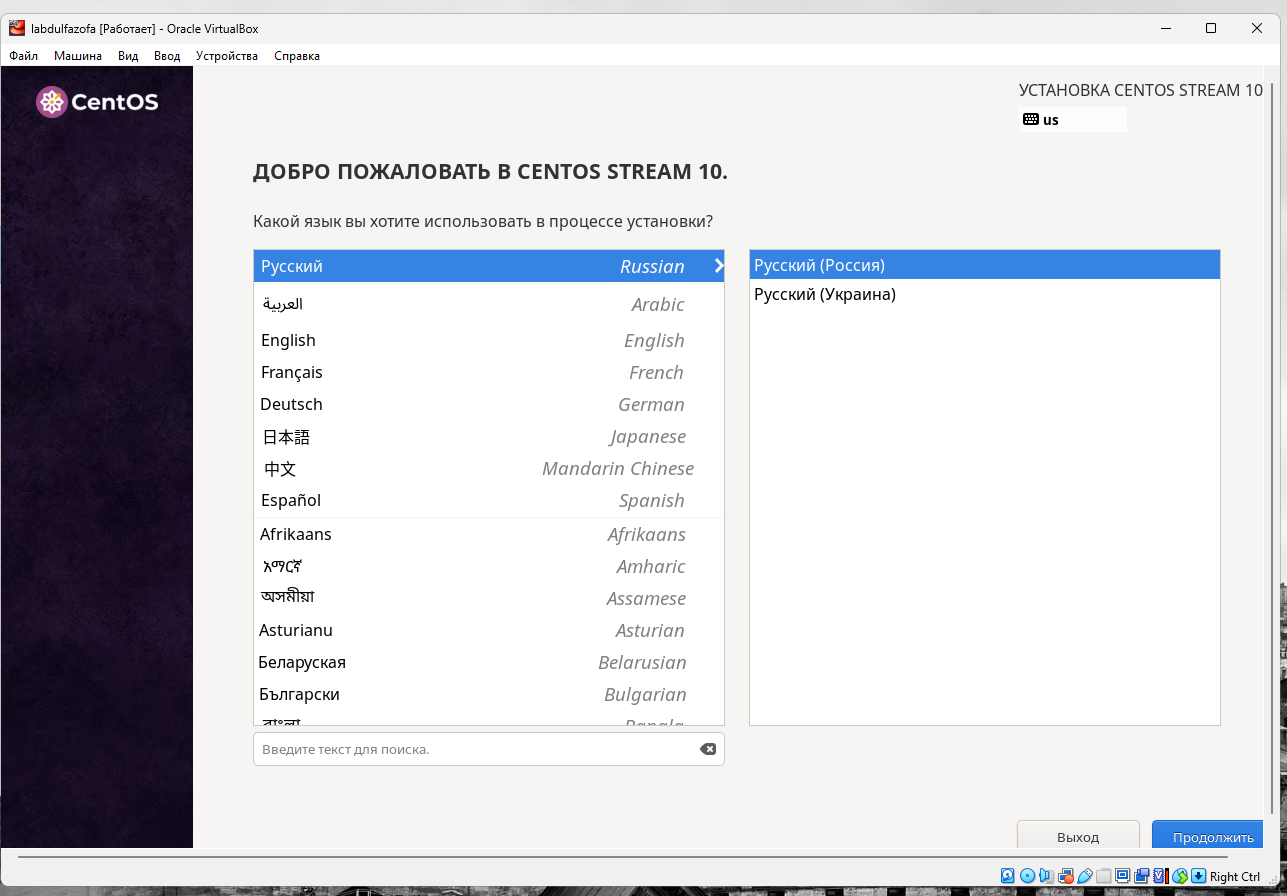 labdulfazofa [Работает] - Oracle VirtualBox
Файл Машина Вид Ввод Устройства Справка
CentOS
УСТАНОВКА CENTOS STREAM 10
us
ДОБРО ПОЖАЛОВАТЬ В CENTOS STREAM 10.
Какой язык вы хотите использовать в процессе установки?
Русский Russian
العربية Arabic
English English
Français French
Deutsch German
日本語 Japanese
中文 Mandarin Chinese
Español Spanish
Afrikaans Afrikaans
አማርኛ Amharic
অসমীয়া Assamese
Asturianu Asturian
Беларуская Belarusian
Български Bulgarian
বাংলা Bangla
Русский (Россия)
Русский (Украина)
Введите текст для поиска.
Выход Продолжить
Right Ctrl